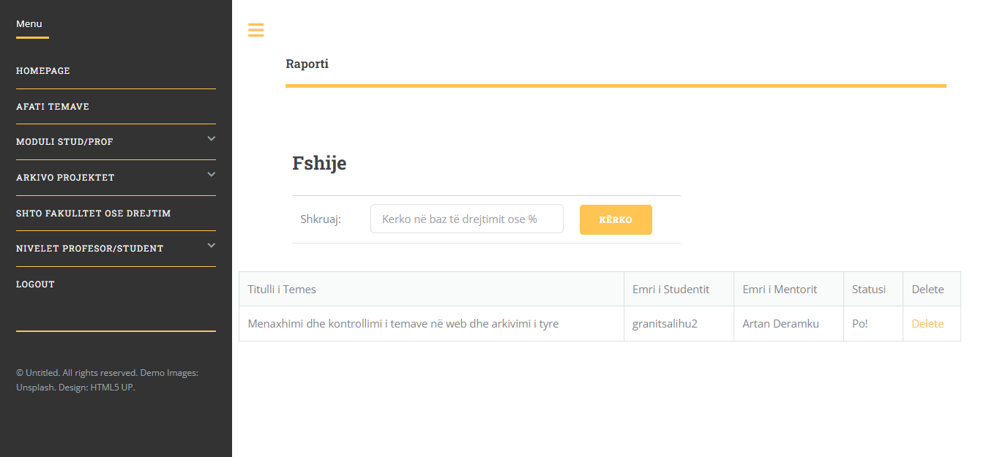 Menu
HOMEPAGE
AFATI TEMAVE
MODULI STUD/PROF
ARKIVO PROJEKTET
SHTO FAKULLTET OSE DREJTIM
NIVELET PROFESOR/STUDENT
LOGOUT
© Untitled. All rights reserved. Demo Images:
Unsplash. Design: HTML5 UP.
Raporti
Fshije
Shkruaj: Kerko në baz të drejtimit ose % KËRKO
Titulli i Temes Emri i Studentit Emri i Mentorit Statusi Delete
Menaxhimi dhe kontrollimi i temave në web dhe arkivimi i tyre granitsalihu2 Artan Deramku Po! Delete